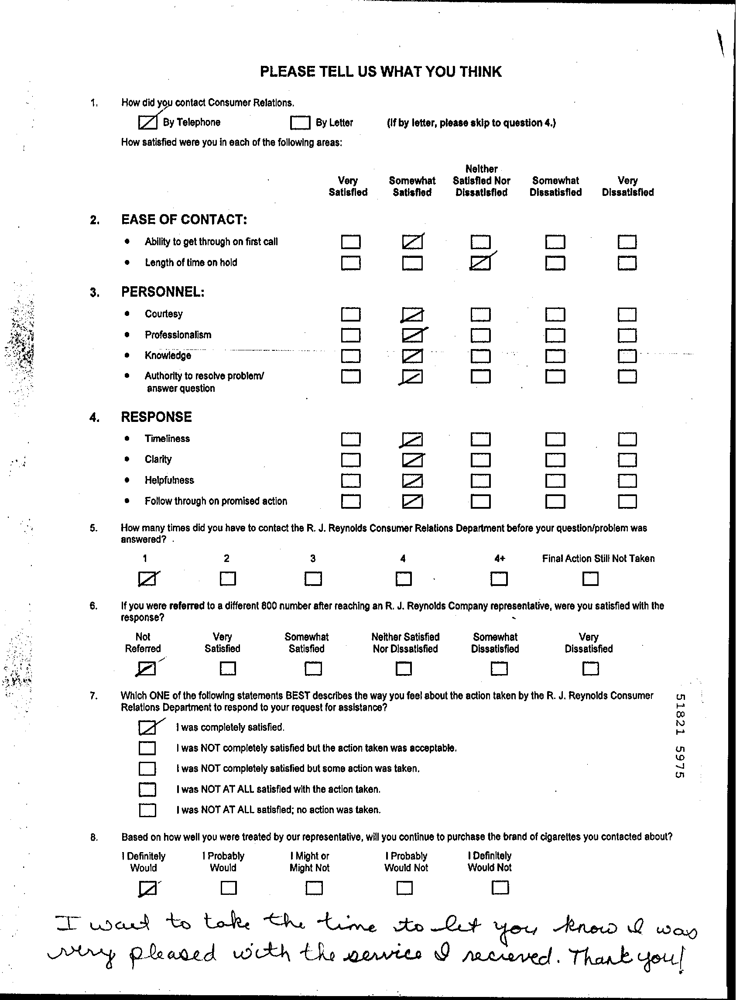 PLEASE TELL US WHAT YOU THINK
1. How did you contact Consumer Relations.
By Telephone By Letter (If by letter, please skip to question 4.)
How satisfied were you in each of the following areas:
Very Satisfied Somewhat Satisfied Neither Satisfied Nor Dissatisfied Somewhat Dissatisfied Very Dissatisfied
2. EASE OF CONTACT:
• Ability to get through on first call
• Length of time on hold
3. PERSONNEL:
• Courtesy
• Professionalism
• Knowledge
• Authority to resolve problem/
answer question
4. RESPONSE
• Timeliness
• Clarity
• Helpfulness
• Follow through on promised action
5. How many times did you have to contact the R. J. Reynolds Consumer Relations Department before your question/problem was
answered?
1 2 3 4 4+ Final Action Still Not Taken
6. If you were referred to a different 800 number after reaching an R. J. Reynolds Company representative, were you satisfied with the
response?
Not Referred Very Satisfied Somewhat Satisfied Neither Satisfied Nor Dissatisfied Somewhat Dissatisfied Very Dissatisfied
7. Which ONE of the following statements BEST describes the way you feel about the action taken by the R. J. Reynolds Consumer
Relations Department to respond to your request for assistance?
I was completely satisfied.
I was NOT completely satisfied but the action taken was acceptable.
I was NOT completely satisfied but some action was taken.
I was NOT AT ALL satisfied with the action taken.
I was NOT AT ALL satisfied; no action was taken.
8. Based on how well you were treated by our representative, will you continue to purchase the brand of cigarettes you contacted about?
I Definitely Would I Probably Would I Might or Might Not I Probably Would Not I Definitely Would Not
I want to take the time to let you know I was
very pleased with the service I recieved. Thank you!
51821 5975